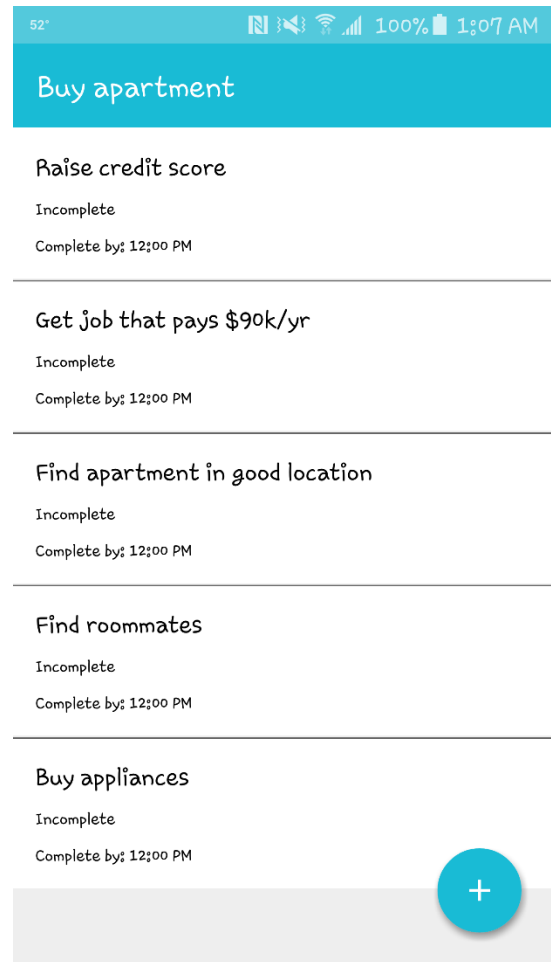 52° 100% 1:07 AM
Buy apartment
Raise credit score
Incomplete
Complete by: 12:00 PM
Get job that pays $90k/yr
Incomplete
Complete by: 12:00 PM
Find apartment in good location
Incomplete
Complete by: 12:00 PM
Find roommates
Incomplete
Complete by: 12:00 PM
Buy appliances
Incomplete
Complete by: 12:00 PM
+